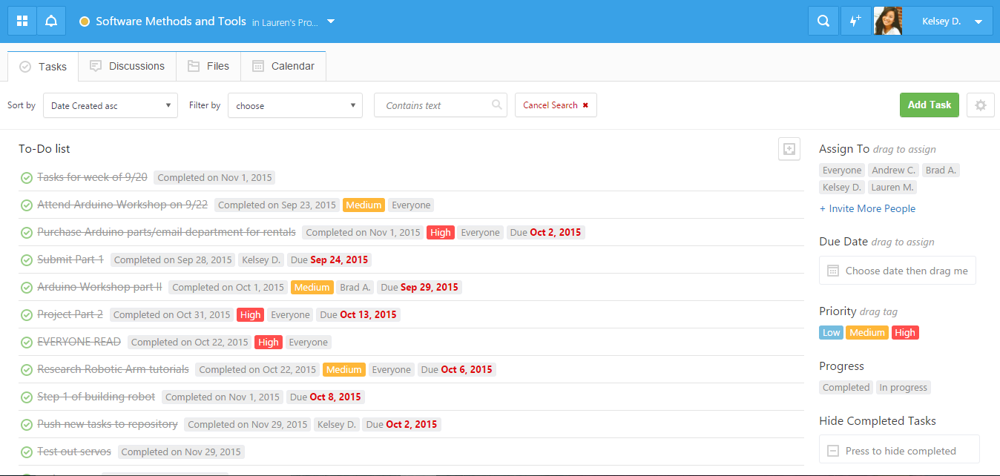 Software Methods and Tools in Lauren's Pro... Kelsey D.
Tasks Discussions Files Calendar
Sort by Date Created asc Filter by choose Contains text Cancel Search ✖ Add Task
To-Do list
Tasks for week of 9/20 Completed on Nov 1, 2015
Attend Arduino Workshop on 9/22 Completed on Sep 23, 2015 Medium Everyone
Purchase Arduino parts/email department for rentals Completed on Nov 1, 2015 High Everyone Due Oct 2, 2015
Submit Part 1 Completed on Sep 28, 2015 Kelsey D. Due Sep 24, 2015
Arduino Workshop part II Completed on Oct 1, 2015 Medium Brad A. Due Sep 29, 2015
Project Part 2 Completed on Oct 31, 2015 High Everyone Due Oct 13, 2015
EVERYONE READ Completed on Oct 22, 2015 High Everyone
Research Robotic Arm tutorials Completed on Oct 22, 2015 Medium Everyone Due Oct 6, 2015
Step 1 of building robot Completed on Nov 1, 2015 Due Oct 8, 2015
Push new tasks to repository Completed on Nov 29, 2015 Kelsey D. Due Oct 2, 2015
Test out servos Completed on Nov 29, 2015
Assign To drag to assign
Everyone Andrew C. Brad A.
Kelsey D. Lauren M.
+ Invite More People
Due Date drag to assign
Choose date then drag me
Priority drag tag
Low Medium High
Progress
Completed In progress
Hide Completed Tasks
Press to hide completed